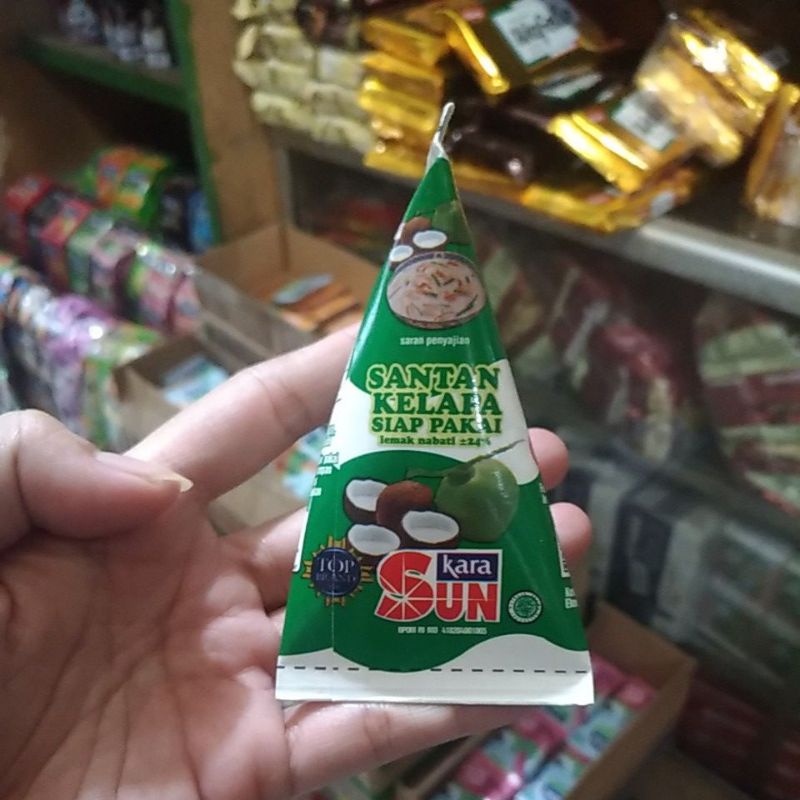 saran penyajian
SANTAN
KELAPA
SIAP PAKAI
lemak nabati ±24%
TOP
BRAND
kara
SUN